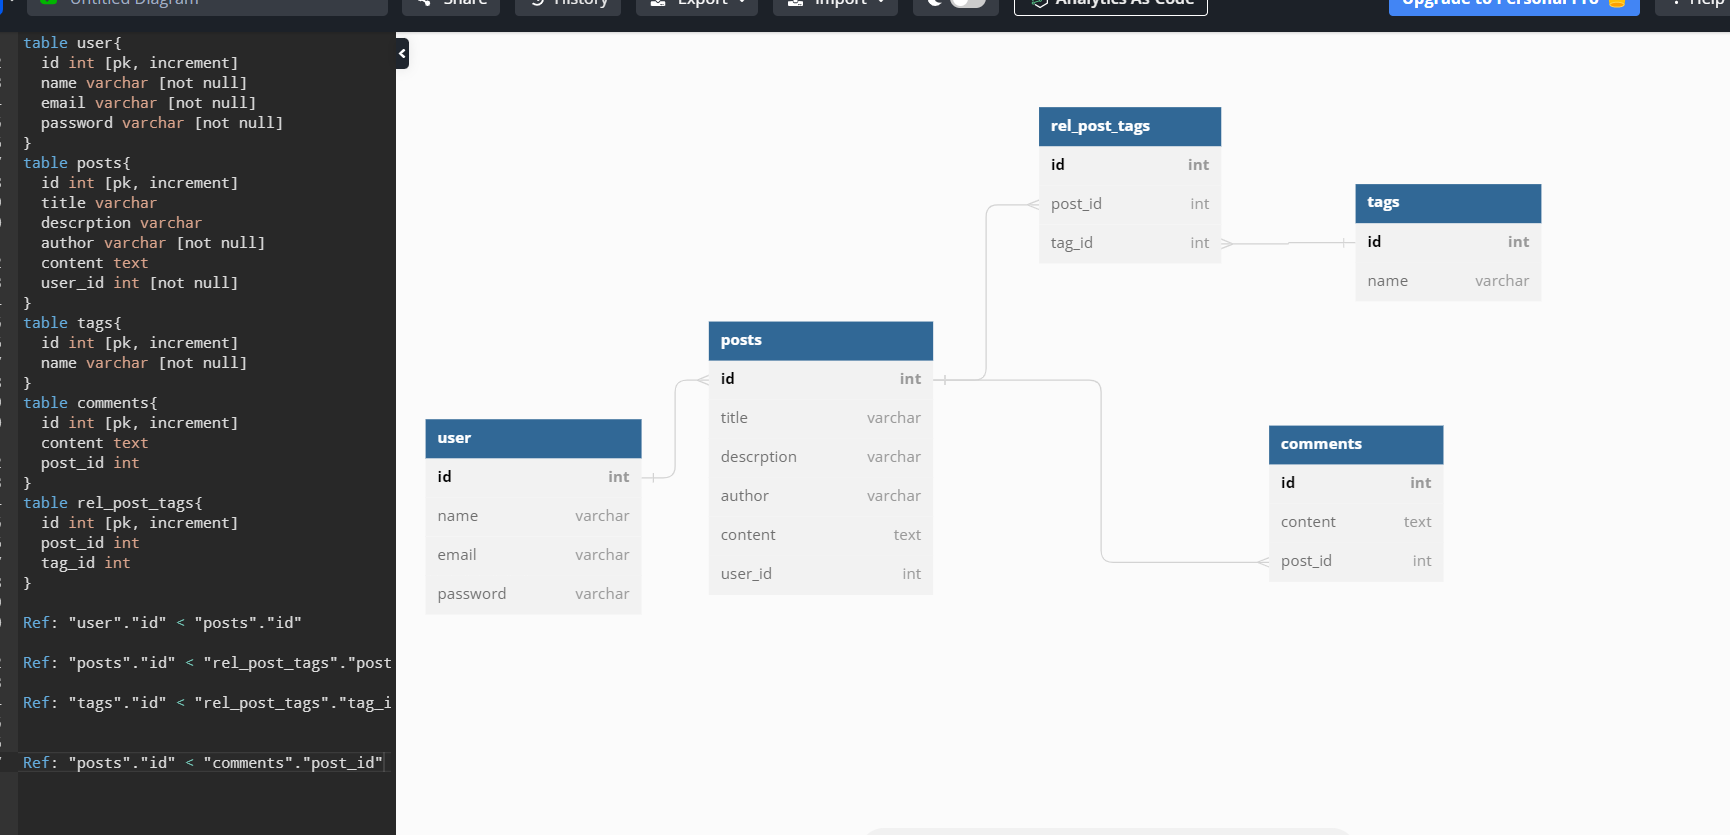 Untitled Diagram
Share
History
Export
Import
Analytics As Code
Upgrade to Personal Pro
Help
table user{
id int [pk, increment]
name varchar [not null]
email varchar [not null]
password varchar [not null]
}
table posts{
id int [pk, increment]
title varchar
descrption varchar
author varchar [not null]
content text
user_id int [not null]
}
table tags{
id int [pk, increment]
name varchar [not null]
}
table comments{
id int [pk, increment]
content text
post_id int
}
table rel_post_tags{
id int [pk, increment]
post_id int
tag_id int
}
Ref: "user"."id" < "posts"."id"
Ref: "posts"."id" < "rel_post_tags"."post
Ref: "tags"."id" < "rel_post_tags"."tag_i
Ref: "posts"."id" < "comments"."post_id"
rel_post_tags
id int
post_id int
tag_id int
tags
id int
name varchar
posts
id int
title varchar
descrption varchar
author varchar
content text
user_id int
user
id int
name varchar
email varchar
password varchar
comments
id int
content text
post_id int